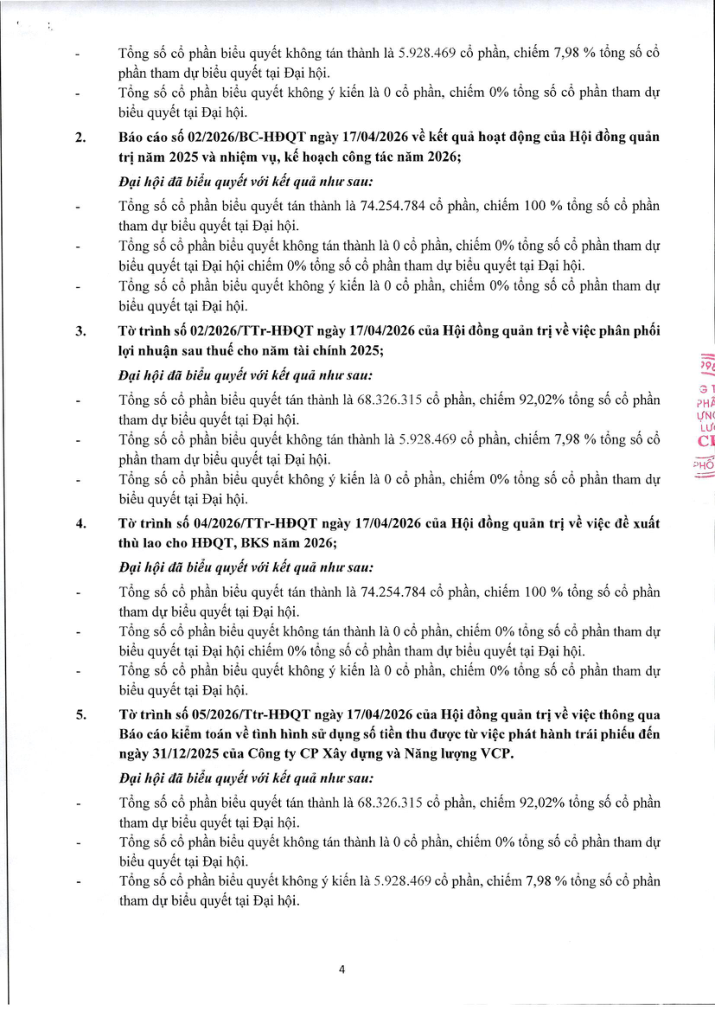 - Tổng số cổ phần biểu quyết không tán thành là 5.928.469 cổ phần, chiếm 7,98 % tổng số cổ
phần tham dự biểu quyết tại Đại hội.
- Tổng số cổ phần biểu quyết không ý kiến là 0 cổ phần, chiếm 0% tổng số cổ phần tham dự
biểu quyết tại Đại hội.
2. Báo cáo số 02/2026/BC-HĐQT ngày 17/04/2026 về kết quả hoạt động của Hội đồng quản
trị năm 2025 và nhiệm vụ, kế hoạch công tác năm 2026;
Đại hội đã biểu quyết với kết quả như sau:
- Tổng số cổ phần biểu quyết tán thành là 74.254.784 cổ phần, chiếm 100 % tổng số cổ phần
tham dự biểu quyết tại Đại hội.
- Tổng số cổ phần biểu quyết không tán thành là 0 cổ phần, chiếm 0% tổng số cổ phần tham dự
biểu quyết tại Đại hội chiếm 0% tổng số cổ phần tham dự biểu quyết tại Đại hội.
- Tổng số cổ phần biểu quyết không ý kiến là 0 cổ phần, chiếm 0% tổng số cổ phần tham dự
biểu quyết tại Đại hội.
3. Tờ trình số 02/2026/TTr-HĐQT ngày 17/04/2026 của Hội đồng quản trị về việc phân phối
lợi nhuận sau thuế cho năm tài chính 2025;
Đại hội đã biểu quyết với kết quả như sau:
- Tổng số cổ phần biểu quyết tán thành là 68.326.315 cổ phần, chiếm 92,02% tổng số cổ phần
tham dự biểu quyết tại Đại hội.
- Tổng số cổ phần biểu quyết không tán thành là 5.928.469 cổ phần, chiếm 7,98 % tổng số cổ
phần tham dự biểu quyết tại Đại hội.
- Tổng số cổ phần biểu quyết không ý kiến là 0 cổ phần, chiếm 0% tổng số cổ phần tham dự
biểu quyết tại Đại hội.
4. Tờ trình số 04/2026/TTr-HĐQT ngày 17/04/2026 của Hội đồng quản trị về việc đề xuất
thù lao cho HĐQT, BKS năm 2026;
Đại hội đã biểu quyết với kết quả như sau:
- Tổng số cổ phần biểu quyết tán thành là 74.254.784 cổ phần, chiếm 100 % tổng số cổ phần
tham dự biểu quyết tại Đại hội.
- Tổng số cổ phần biểu quyết không tán thành là 0 cổ phần, chiếm 0% tổng số cổ phần tham dự
biểu quyết tại Đại hội chiếm 0% tổng số cổ phần tham dự biểu quyết tại Đại hội.
- Tổng số cổ phần biểu quyết không ý kiến là 0 cổ phần, chiếm 0% tổng số cổ phần tham dự
biểu quyết tại Đại hội.
5. Tờ trình số 05/2026/Ttr-HĐQT ngày 17/04/2026 của Hội đồng quản trị về việc thông qua
Báo cáo kiểm toán về tình hình sử dụng số tiền thu được từ việc phát hành trái phiếu đến
ngày 31/12/2025 của Công ty CP Xây dựng và Năng lượng VCP.
Đại hội đã biểu quyết với kết quả như sau:
- Tổng số cổ phần biểu quyết tán thành là 68.326.315 cổ phần, chiếm 92,02% tổng số cổ phần
tham dự biểu quyết tại Đại hội.
- Tổng số cổ phần biểu quyết không tán thành là 0 cổ phần, chiếm 0% tổng số cổ phần tham dự
biểu quyết tại Đại hội.
- Tổng số cổ phần biểu quyết không ý kiến là 5.928.469 cổ phần, chiếm 7,98 % tổng số cổ phần
tham dự biểu quyết tại Đại hội.
4